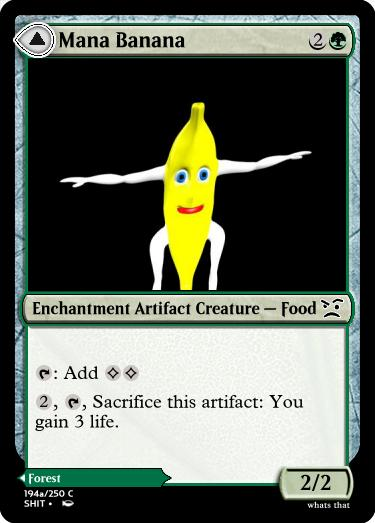 Mana Banana 2
Enchantment Artifact Creature — Food
: Add
2, , Sacrifice this artifact: You
gain 3 life.
Forest
2/2
194a/250 C
SHIT •
whats that